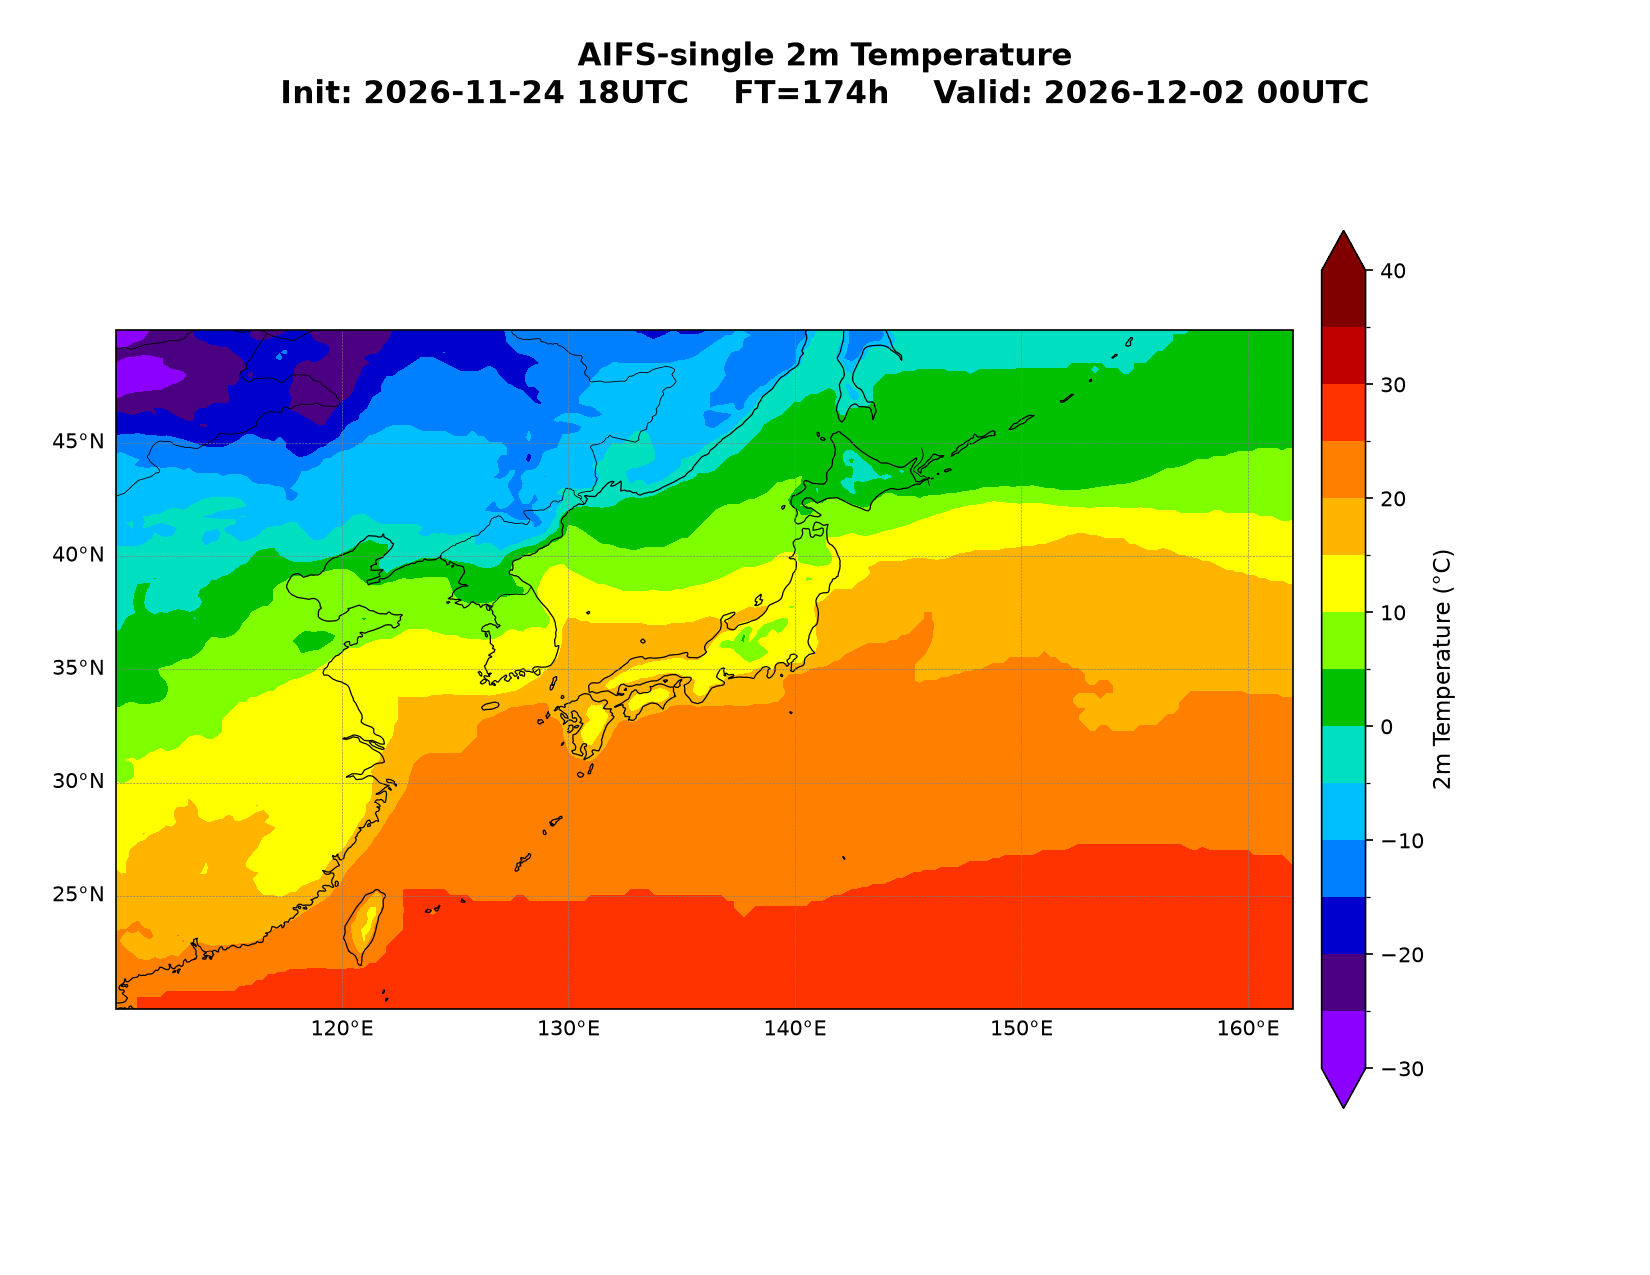 AIFS-single 2m Temperature
Init: 2026-11-24 18UTC    FT=174h    Valid: 2026-12-02 00UTC
45°N
40°N
35°N
30°N
25°N
120°E
130°E
140°E
150°E
160°E
40
30
20
10
0
−10
−20
−30
2m Temperature (°C)